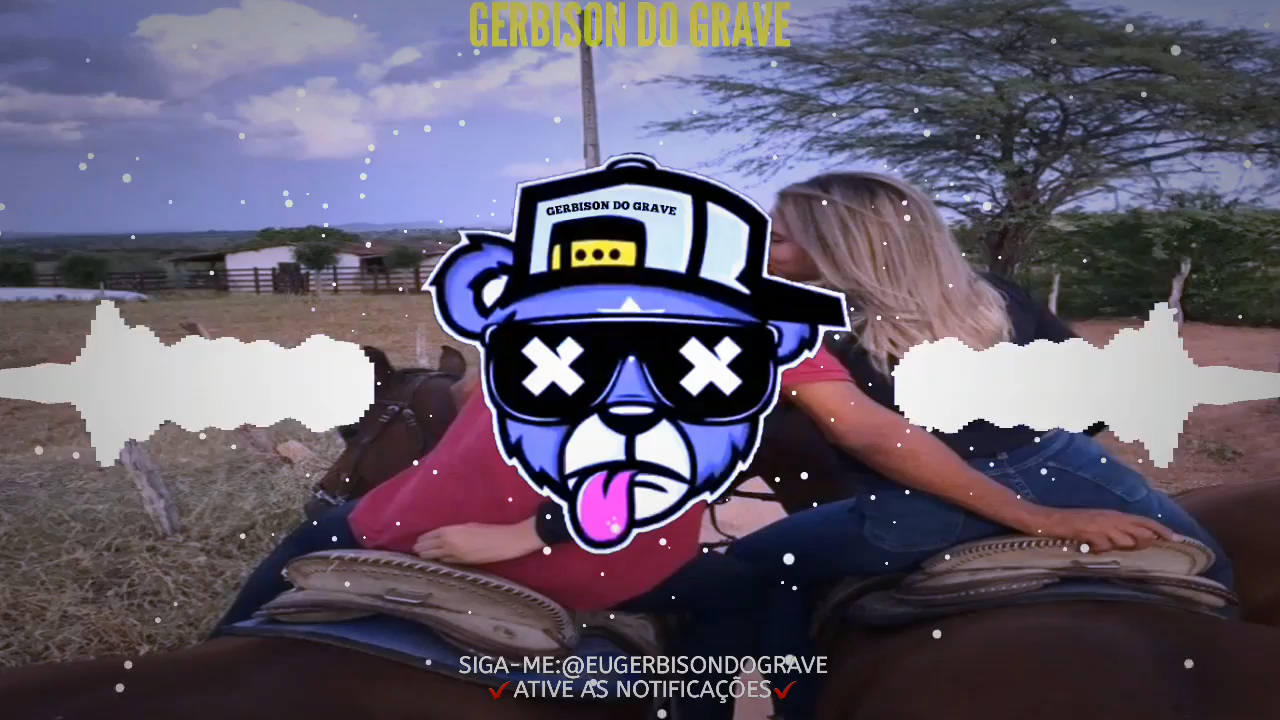 GERBISON DO GRAVE
GERBISON DO GRAVE
SIGA-ME:@EUGERBISONDOGRAVE
✔ATIVE AS NOTIFICAÇÕES✔